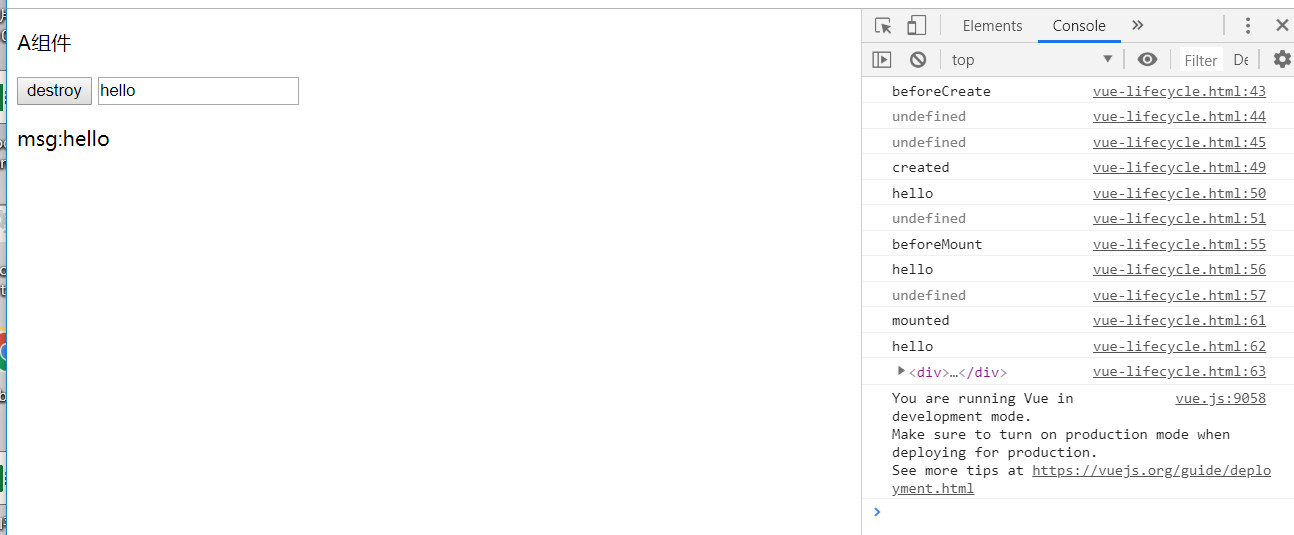 A组件
destroy hello
msg:hello
Elements Console
top Filter De
beforeCreate vue-lifecycle.html:43
undefined vue-lifecycle.html:44
undefined vue-lifecycle.html:45
created vue-lifecycle.html:49
hello vue-lifecycle.html:50
undefined vue-lifecycle.html:51
beforeMount vue-lifecycle.html:55
hello vue-lifecycle.html:56
undefined vue-lifecycle.html:57
mounted vue-lifecycle.html:61
hello vue-lifecycle.html:62
<div>…</div> vue-lifecycle.html:63
You are running Vue in vue.js:9058
development mode.
Make sure to turn on production mode when
deploying for production.
See more tips at https://vuejs.org/guide/deplo
yment.html